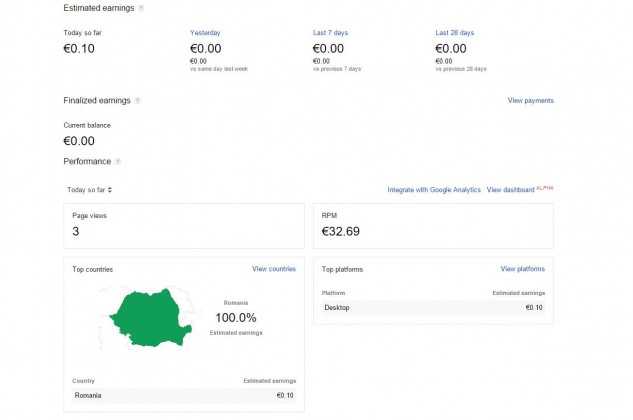 Estimated earnings ?
Today so far Yesterday Last 7 days Last 28 days
€0.10 €0.00 €0.00 €0.00
€0.00 €0.00 €0.00
vs same day last week vs previous 7 days vs previous 28 days
Finalized earnings ? View payments
Current balance
€0.00
Performance ?
Today so far Integrate with Google Analytics View dashboard ALPHA
Page views RPM
3 €32.69
Top countries View countries Top platforms View platforms
Platform Estimated earnings
Romania
Desktop €0.10
100.0%
Estimated earnings
Country Estimated earnings
Romania €0.10